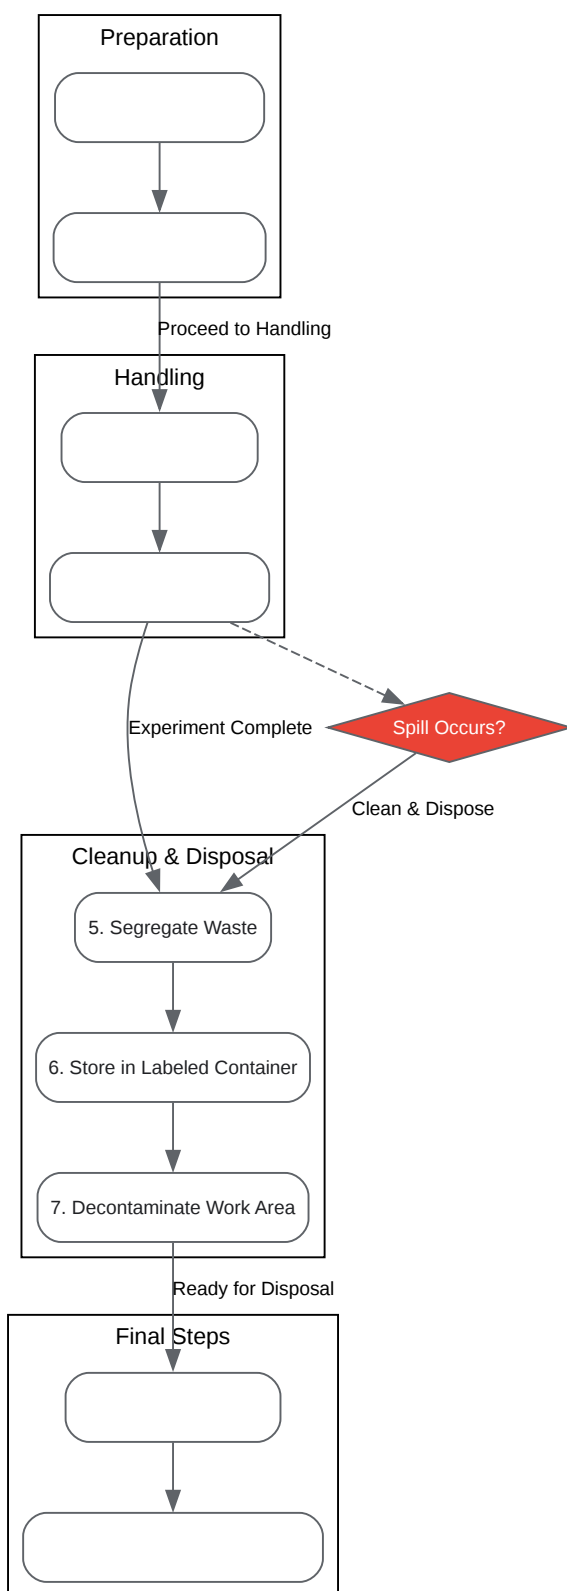 Preparation
Proceed to Handling
Handling
Experiment Complete
Spill Occurs?
Clean & Dispose
Cleanup & Disposal
5. Segregate Waste
6. Store in Labeled Container
7. Decontaminate Work Area
Ready for Disposal
Final Steps